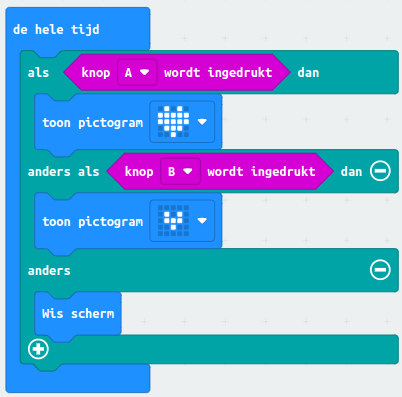 de hele tijd
als knop A wordt ingedrukt dan
toon pictogram
anders als knop B wordt ingedrukt dan
toon pictogram
anders
Wis scherm